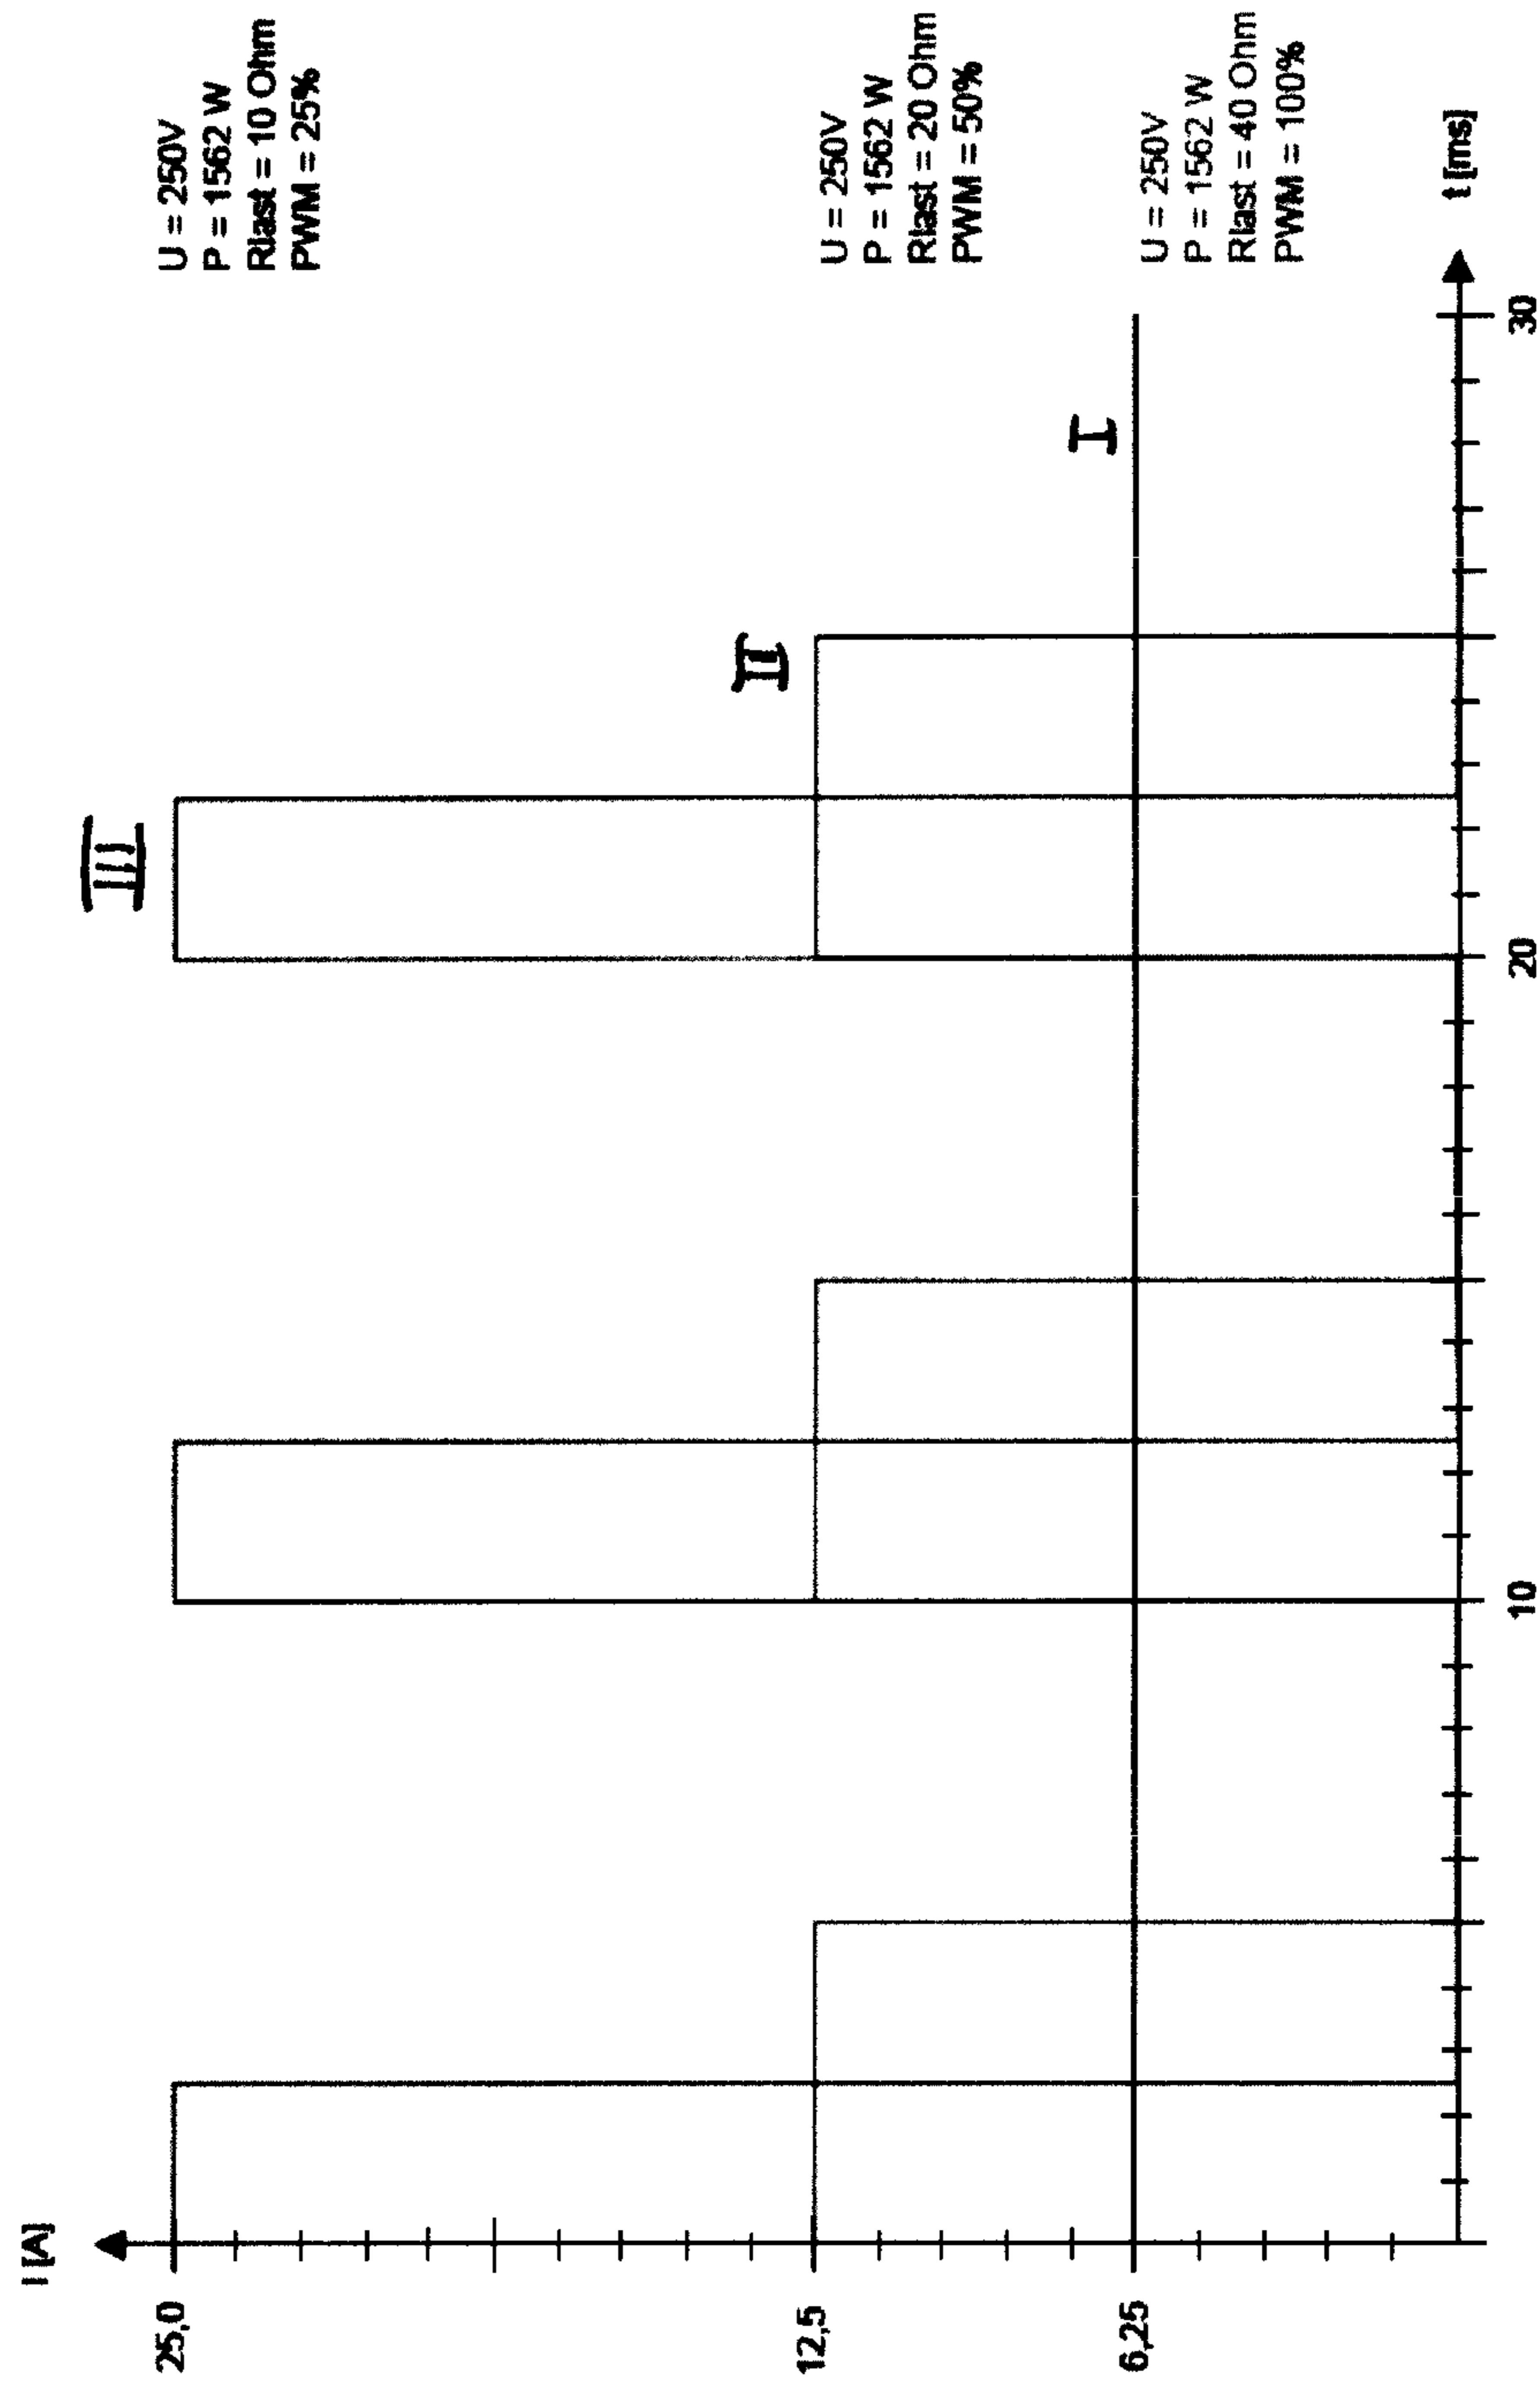 I [A]
25,0
12,5
6,25
III
II
I
U = 250V
P = 1562 W
Rlast = 10 Ohm
PWM = 25%
U = 250V
P = 1562 W
Rlast = 20 Ohm
PWM = 50%
U = 250V
P = 1562 W
Rlast = 40 Ohm
PWM = 100%
10
20
30
t [ms]